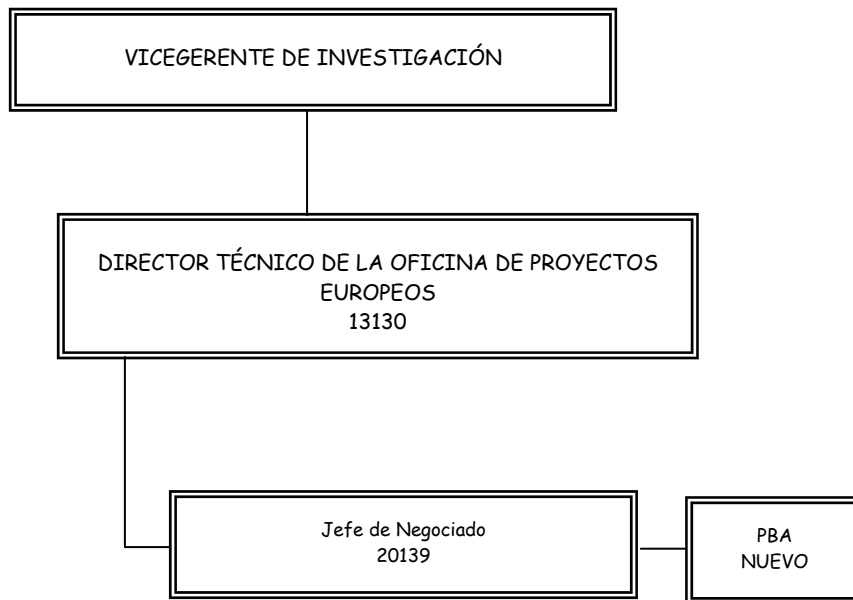 VICEGERENTE DE INVESTIGACIÓN
DIRECTOR TÉCNICO DE LA OFICINA DE PROYECTOS
EUROPEOS
13130
Jefe de Negociado
20139
PBA
NUEVO